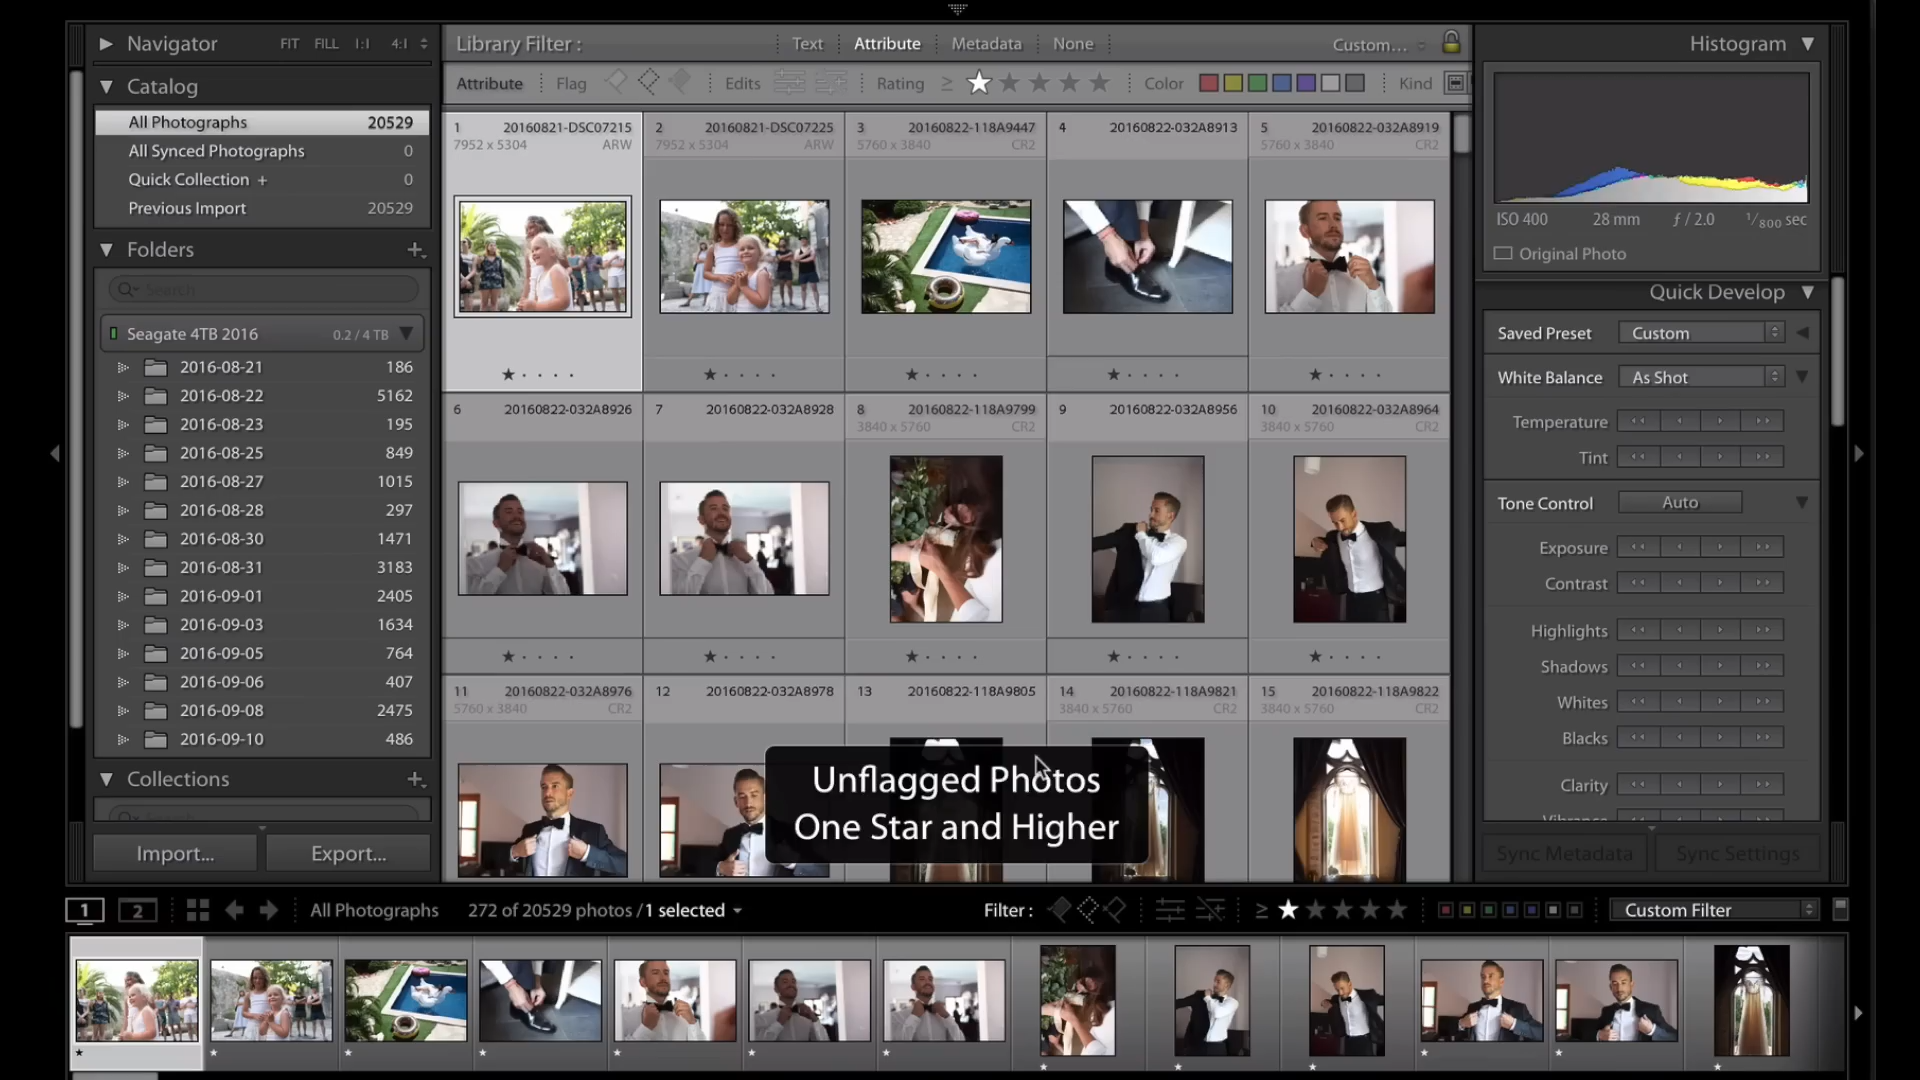 Navigator FIT FILL 1:1 4:1
Catalog
All Photographs 20529
All Synced Photographs 0
Quick Collection + 0
Previous Import 20529
Folders
Search
Seagate 4TB 2016 0.2 / 4 TB
2016-08-21 186
2016-08-22 5162
2016-08-23 195
2016-08-25 849
2016-08-27 1015
2016-08-28 297
2016-08-30 1471
2016-08-31 3183
2016-09-01 2405
2016-09-03 1634
2016-09-05 764
2016-09-06 407
2016-09-08 2475
2016-09-10 486
Collections
Search
Import... Export...
Library Filter : Text Attribute Metadata None Custom...
Attribute Flag Edits Rating ≥ Color Kind
1 20160821-DSC07215 2 20160821-DSC07225 3 20160822-118A9447 4 20160822-032A8913 5 20160822-032A8919
7952 x 5304 ARW 7952 x 5304 ARW 5760 x 3840 CR2 5760 x 3840 CR2
6 20160822-032A8926 7 20160822-032A8928 8 20160822-118A9799 9 20160822-032A8956 10 20160822-032A8964
3840 x 5760 CR2 3840 x 5760 CR2
11 20160822-032A8976 12 20160822-032A8978 13 20160822-118A9805 14 20160822-118A9821 15 20160822-118A9822
5760 x 3840 CR2 3840 x 5760 CR2 3840 x 5760 CR2
Unflagged Photos
One Star and Higher
Histogram
ISO 400 28 mm ƒ / 2.0 1/800 sec
Original Photo
Quick Develop
Saved Preset Custom
White Balance As Shot
Temperature
Tint
Tone Control Auto
Exposure
Contrast
Highlights
Shadows
Whites
Blacks
Clarity
Vibrance
Sync Metadata Sync Settings
1 2 All Photographs 272 of 20529 photos / 1 selected Filter : ≥ Custom Filter